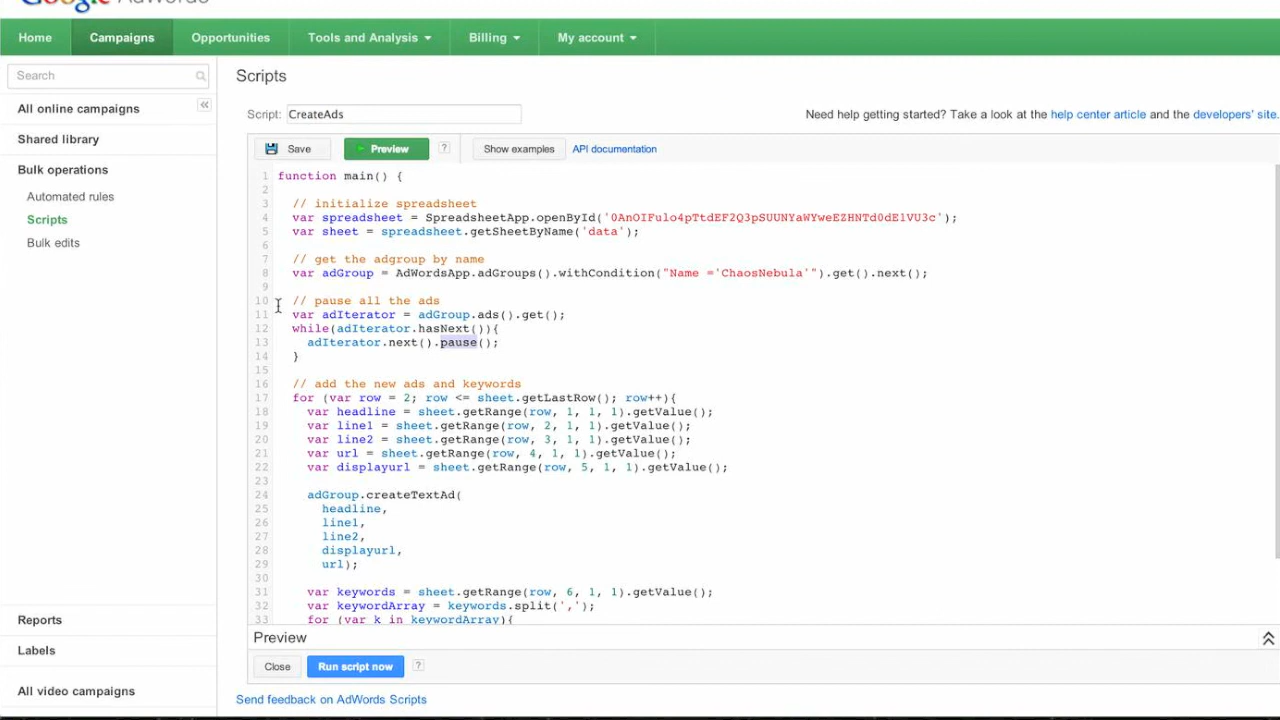 Google AdWords
Home Campaigns Opportunities Tools and Analysis Billing My account
Search
All online campaigns
Shared library
Bulk operations
Automated rules
Scripts
Bulk edits
Reports
Labels
All video campaigns
Scripts
Script: CreateAds
Need help getting started? Take a look at the help center article and the developers' site.
Save Preview ? Show examples API documentation
1 function main() {
2
3 // initialize spreadsheet
4 var spreadsheet = SpreadsheetApp.openById('0AnOIFulo4pTtdEF2Q3pSUUNYaWYweEZHNTd0dE1VU3c');
5 var sheet = spreadsheet.getSheetByName('data');
6
7 // get the adgroup by name
8 var adGroup = AdWordsApp.adGroups().withCondition("Name ='ChaosNebula'").get().next();
9
10 // pause all the ads
11 var adIterator = adGroup.ads().get();
12 while(adIterator.hasNext()){
13 adIterator.next().pause();
14 }
15
16 // add the new ads and keywords
17 for (var row = 2; row <= sheet.getLastRow(); row++){
18 var headline = sheet.getRange(row, 1, 1, 1).getValue();
19 var line1 = sheet.getRange(row, 2, 1, 1).getValue();
20 var line2 = sheet.getRange(row, 3, 1, 1).getValue();
21 var url = sheet.getRange(row, 4, 1, 1).getValue();
22 var displayurl = sheet.getRange(row, 5, 1, 1).getValue();
23
24 adGroup.createTextAd(
25 headline,
26 line1,
27 line2,
28 displayurl,
29 url);
30
31 var keywords = sheet.getRange(row, 6, 1, 1).getValue();
32 var keywordArray = keywords.split(',');
33 for (var k in keywordArray){
Preview
Close Run script now ?
Send feedback on AdWords Scripts